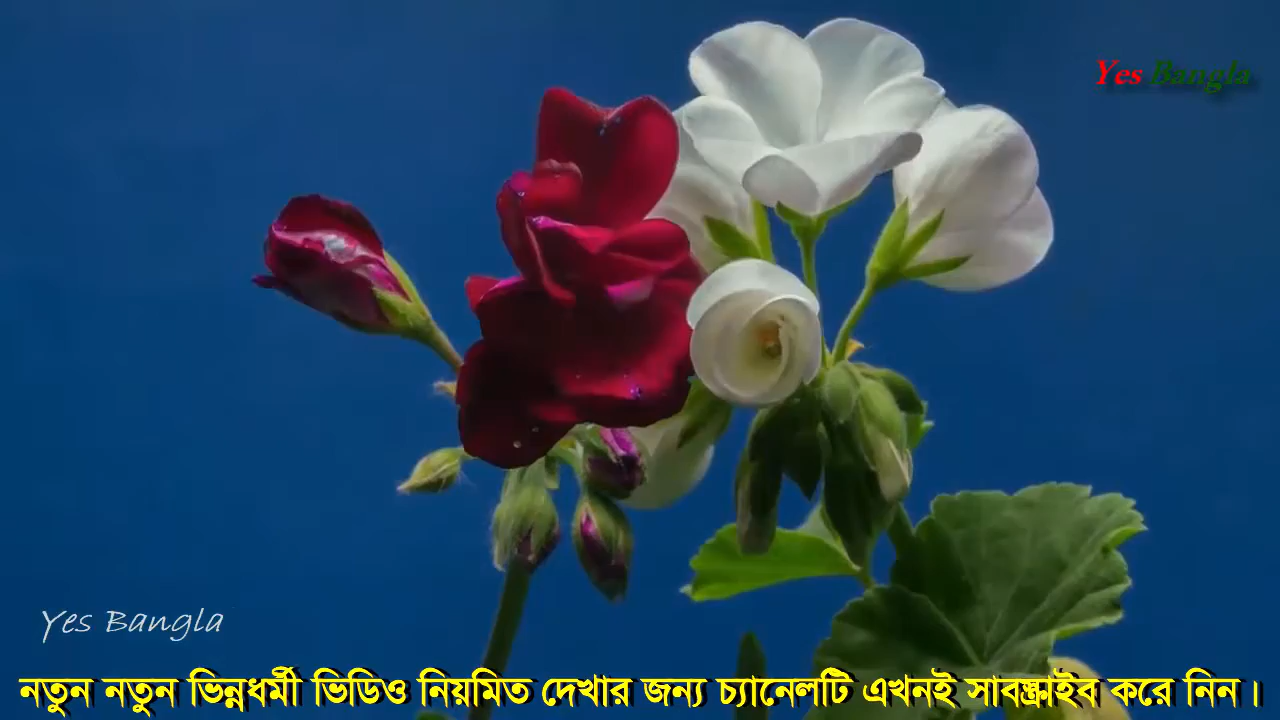 Yes Bangla
Yes Bangla
নতুন নতুন ভিন্নধর্মী ভিডিও নিয়মিত দেখার জন্য চ্যানেলটি এখনই সাবস্ক্রাইব করে নিন।